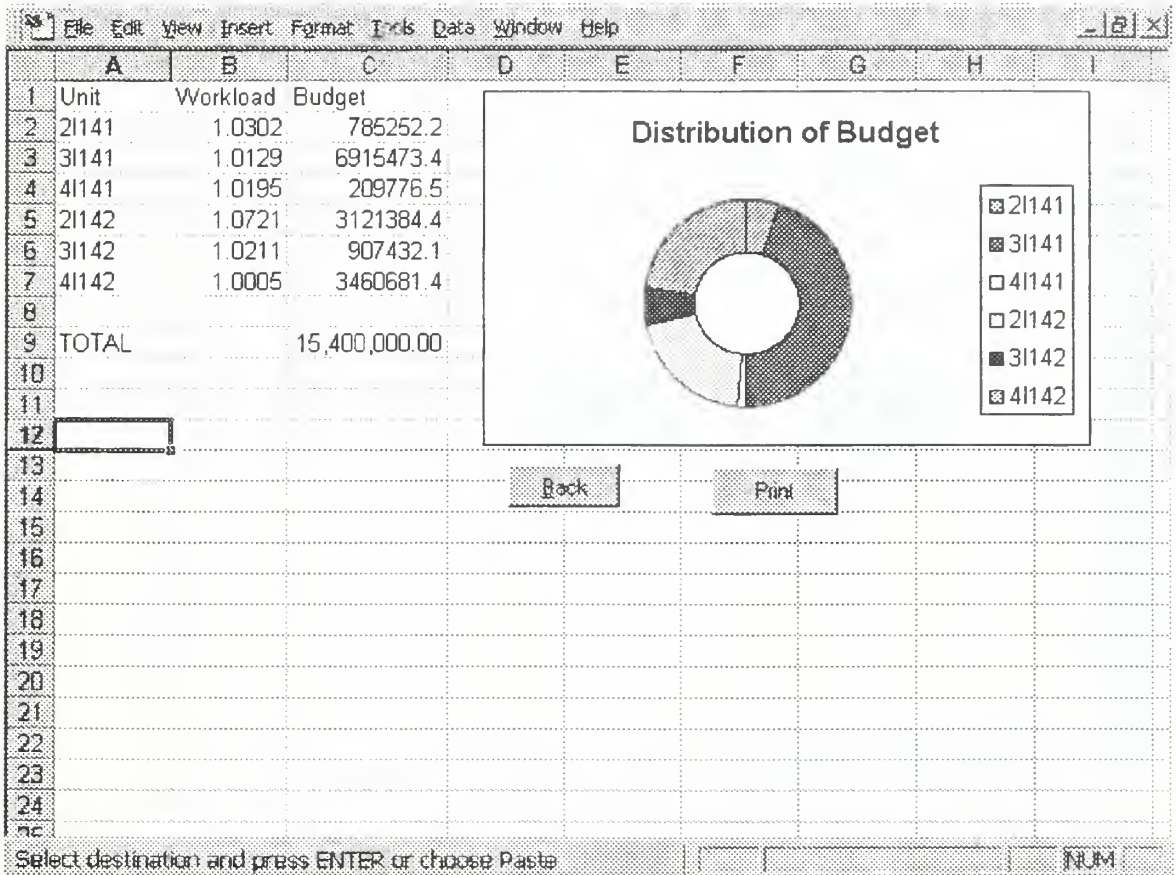 File Edit View Insert Format Tools Data Window Help
A B C D E F G H I
1 Unit Workload Budget
2 2I141 1.0302 785252.2
3 3I141 1.0129 6915473.4
4 4I141 1.0195 209776.5
5 2I142 1.0721 3121384.4
6 3I142 1.0211 907432.1
7 4I142 1.0005 3460681.4
8
9 TOTAL 15,400,000.00
10
11
12
13
14
15
16
17
18
19
20
21
22
23
24
25
Distribution of Budget
2I141
3I141
4I141
2I142
3I142
4I142
Back Print
Select destination and press ENTER or choose Paste NUM